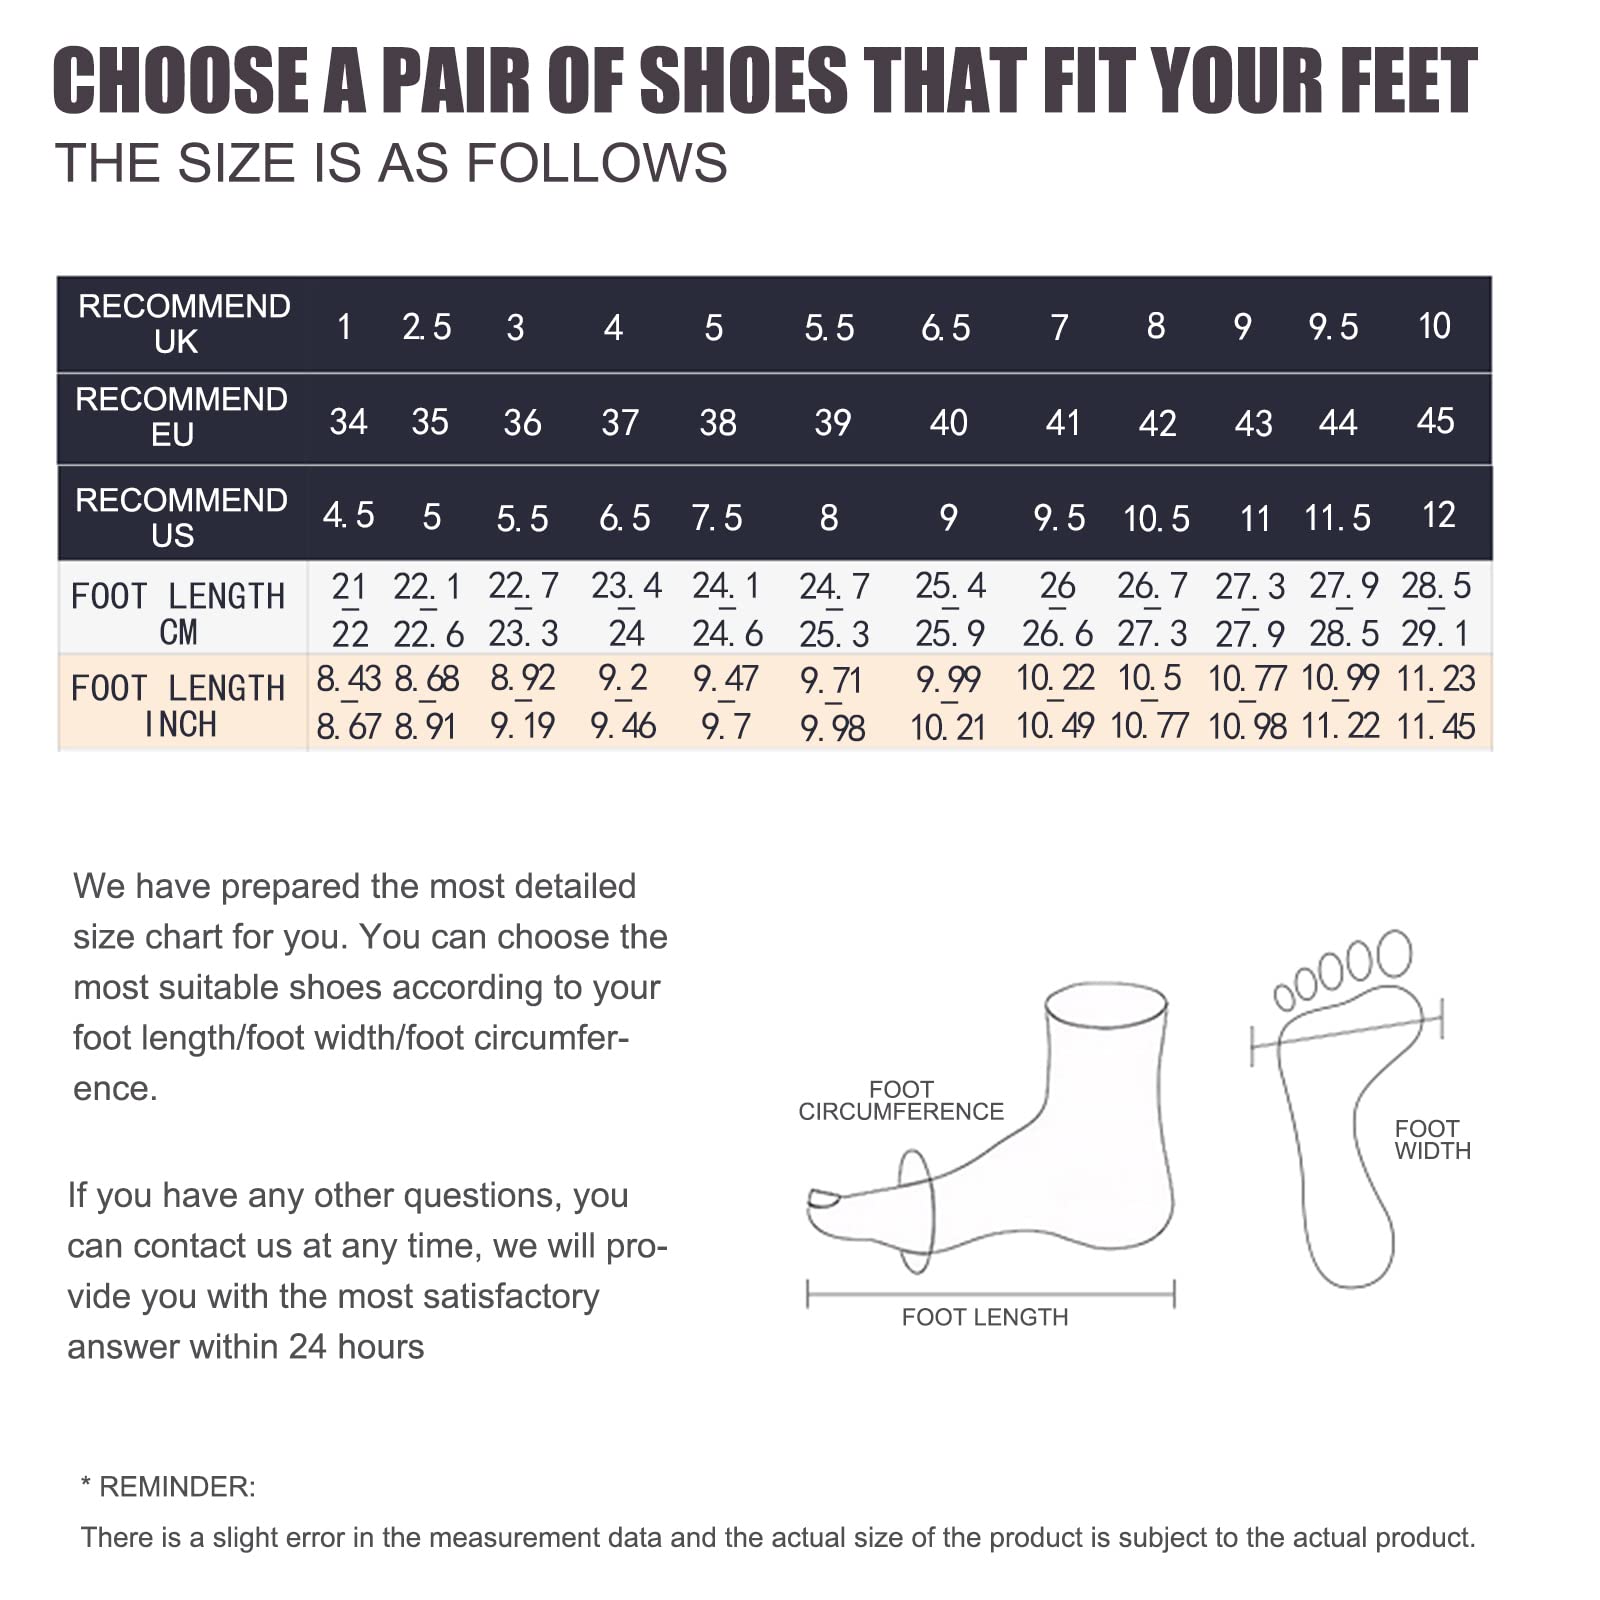 CHOOSE A PAIR OF SHOES THAT FIT YOUR FEET
THE SIZE IS AS FOLLOWS
RECOMMEND UK 1 2.5 3 4 5 5.5 6.5 7 8 9 9.5 10
RECOMMEND EU 34 35 36 37 38 39 40 41 42 43 44 45
RECOMMEND US 4.5 5 5.5 6.5 7.5 8 9 9.5 10.5 11 11.5 12
FOOT LENGTH CM 21–22 22.1–22.6 22.7–23.3 23.4–24 24.1–24.6 24.7–25.3 25.4–25.9 26–26.6 26.7–27.3 27.3–27.9 27.9–28.5 28.5–29.1
FOOT LENGTH INCH 8.43–8.67 8.68–8.91 8.92–9.19 9.2–9.46 9.47–9.7 9.71–9.98 9.99–10.21 10.22–10.49 10.5–10.77 10.77–10.98 10.99–11.22 11.23–11.45
We have prepared the most detailed
size chart for you. You can choose the
most suitable shoes according to your
foot length/foot width/foot circumfer-
ence.
If you have any other questions, you
can contact us at any time, we will pro-
vide you with the most satisfactory
answer within 24 hours
FOOT
CIRCUMFERENCE
FOOT LENGTH
FOOT
WIDTH
* REMINDER:
There is a slight error in the measurement data and the actual size of the product is subject to the actual product.